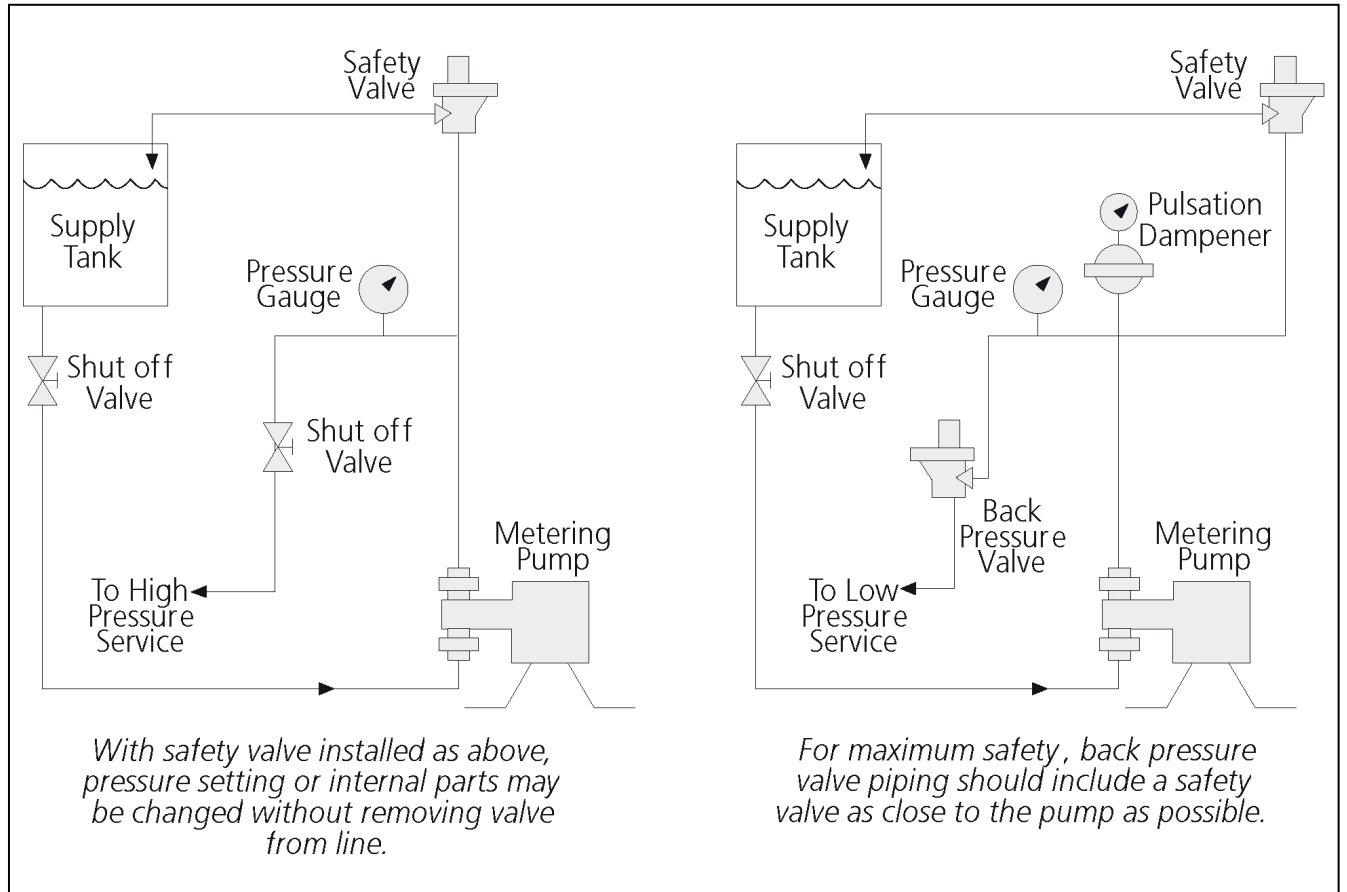 Safety
Valve
Supply
Tank
Pressure
Gauge
Shut off
Valve
Shut off
Valve
Metering
Pump
To High
Pressure
Service
With safety valve installed as above,
pressure setting or internal parts may
be changed without removing valve
from line.
Safety
Valve
Supply
Tank
Pulsation
Dampener
Pressure
Gauge
Shut off
Valve
Back
Pressure
Valve
Metering
Pump
To Low
Pressure
Service
For maximum safety, back pressure
valve piping should include a safety
valve as close to the pump as possible.